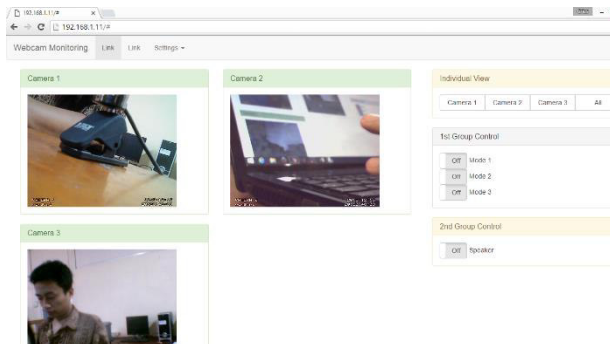 192.168.1.11/#
192.168.1.11/#
Webcam Monitoring Link Link Settings
Camera 1
Camera 2
Individual View
Camera 1 Camera 2 Camera 3 All
1st Group Control
Off Mode 1
Off Mode 2
Off
2nd Group Control
Off Speaker
Camera 3